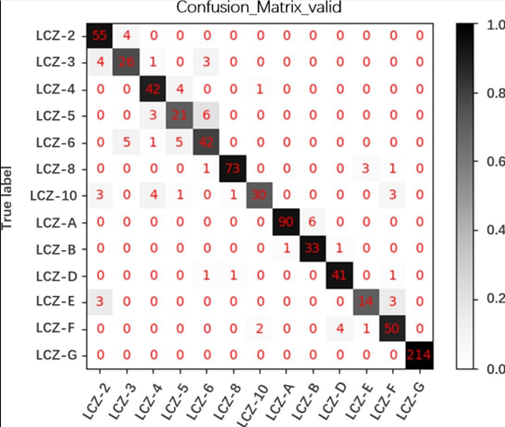 Confusion_Matrix_valid
True label
LCZ-2 55 4 0 0 0 0 0 0 0 0 0 0 0
LCZ-3 4 1 0 3 0 0 0 0 0 0 0 0
LCZ-4 0 0 42 4 0 0 1 0 0 0 0 0 0
LCZ-5 0 0 3 21 6 0 0 0 0 0 0 0 0
LCZ-6 0 5 1 5 42 0 0 0 0 0 0 0 0
LCZ-8 0 0 0 0 1 73 0 0 0 0 3 1 0
LCZ-10 3 0 4 1 0 1 30 0 0 0 0 3 0
LCZ-A 0 0 0 0 0 0 0 90 6 0 0 0 0
LCZ-B 0 0 0 0 0 0 0 1 33 1 0 0 0
LCZ-D 0 0 0 0 1 1 0 0 0 41 0 1 0
LCZ-E 3 0 0 0 0 0 0 0 0 0 14 3 0
LCZ-F 0 0 0 0 0 0 2 0 0 4 1 50 0
LCZ-G 0 0 0 0 0 0 0 0 0 0 0 0 214
LCZ-2 LCZ-3 LCZ-4 LCZ-5 LCZ-6 LCZ-8 LCZ-10 LCZ-A LCZ-B LCZ-D LCZ-E LCZ-F LCZ-G
1.0
0.8
0.6
0.4
0.2
0.0